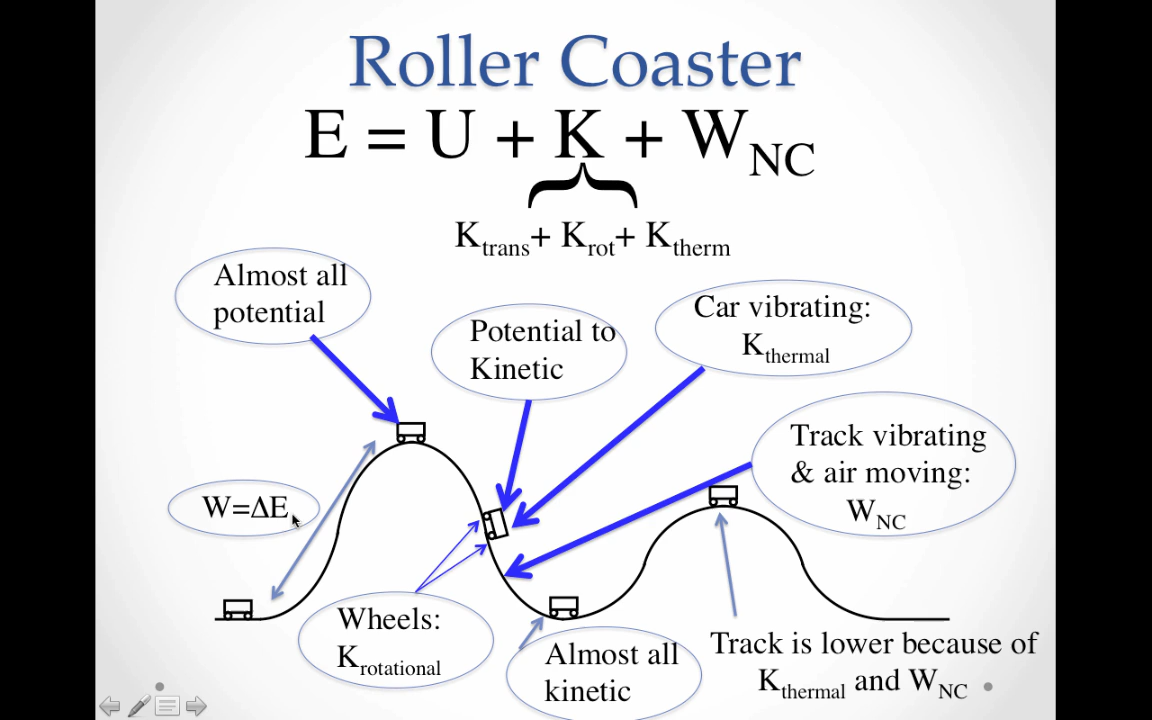 Roller Coaster
E = U + K + W_NC
K_trans + K_rot + K_therm
Almost all
potential
Potential to
Kinetic
Car vibrating:
K_thermal
Track vibrating
& air moving:
W_NC
W=ΔE
Wheels:
K_rotational
Almost all
kinetic
Track is lower because of
K_thermal and W_NC